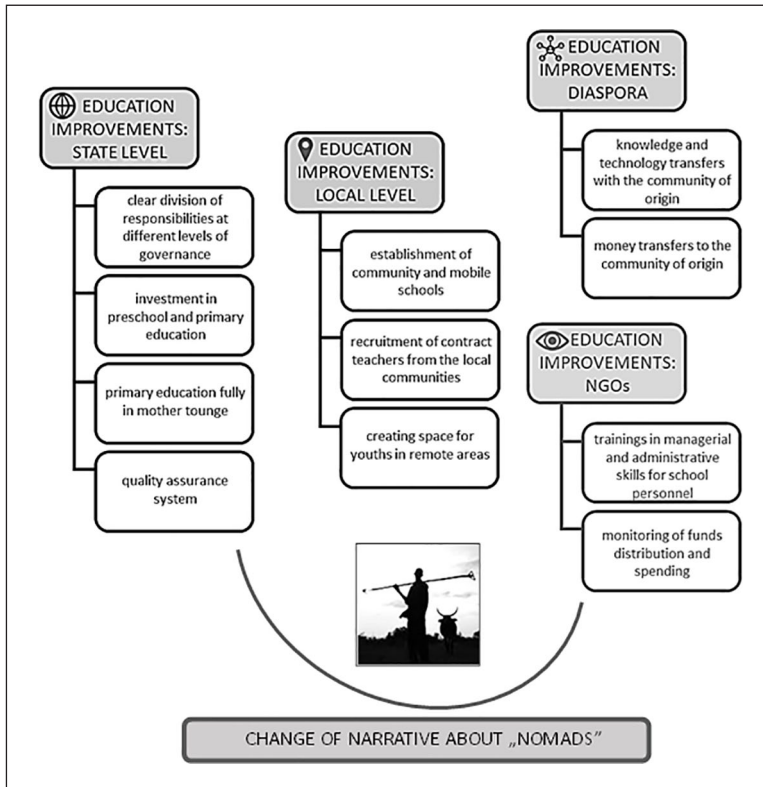 EDUCATION
IMPROVEMENTS:
STATE LEVEL
clear division of
responsibilities at
different levels of
governance
investment in
preschool and primary
education
primary education fully
in mother tounge
quality assurance
system
EDUCATION
IMPROVEMENTS:
LOCAL LEVEL
establishment of
community and mobile
schools
recruitment of contract
teachers from the local
communities
creating space for
youths in remote areas
EDUCATION
IMPROVEMENTS:
DIASPORA
knowledge and
technology transfers
with the community of
origin
money transfers to the
community of origin
EDUCATION
IMPROVEMENTS:
NGOs
trainings in managerial
and administrative
skills for school
personnel
monitoring of funds
distribution and
spending
CHANGE OF NARRATIVE ABOUT „NOMADS”